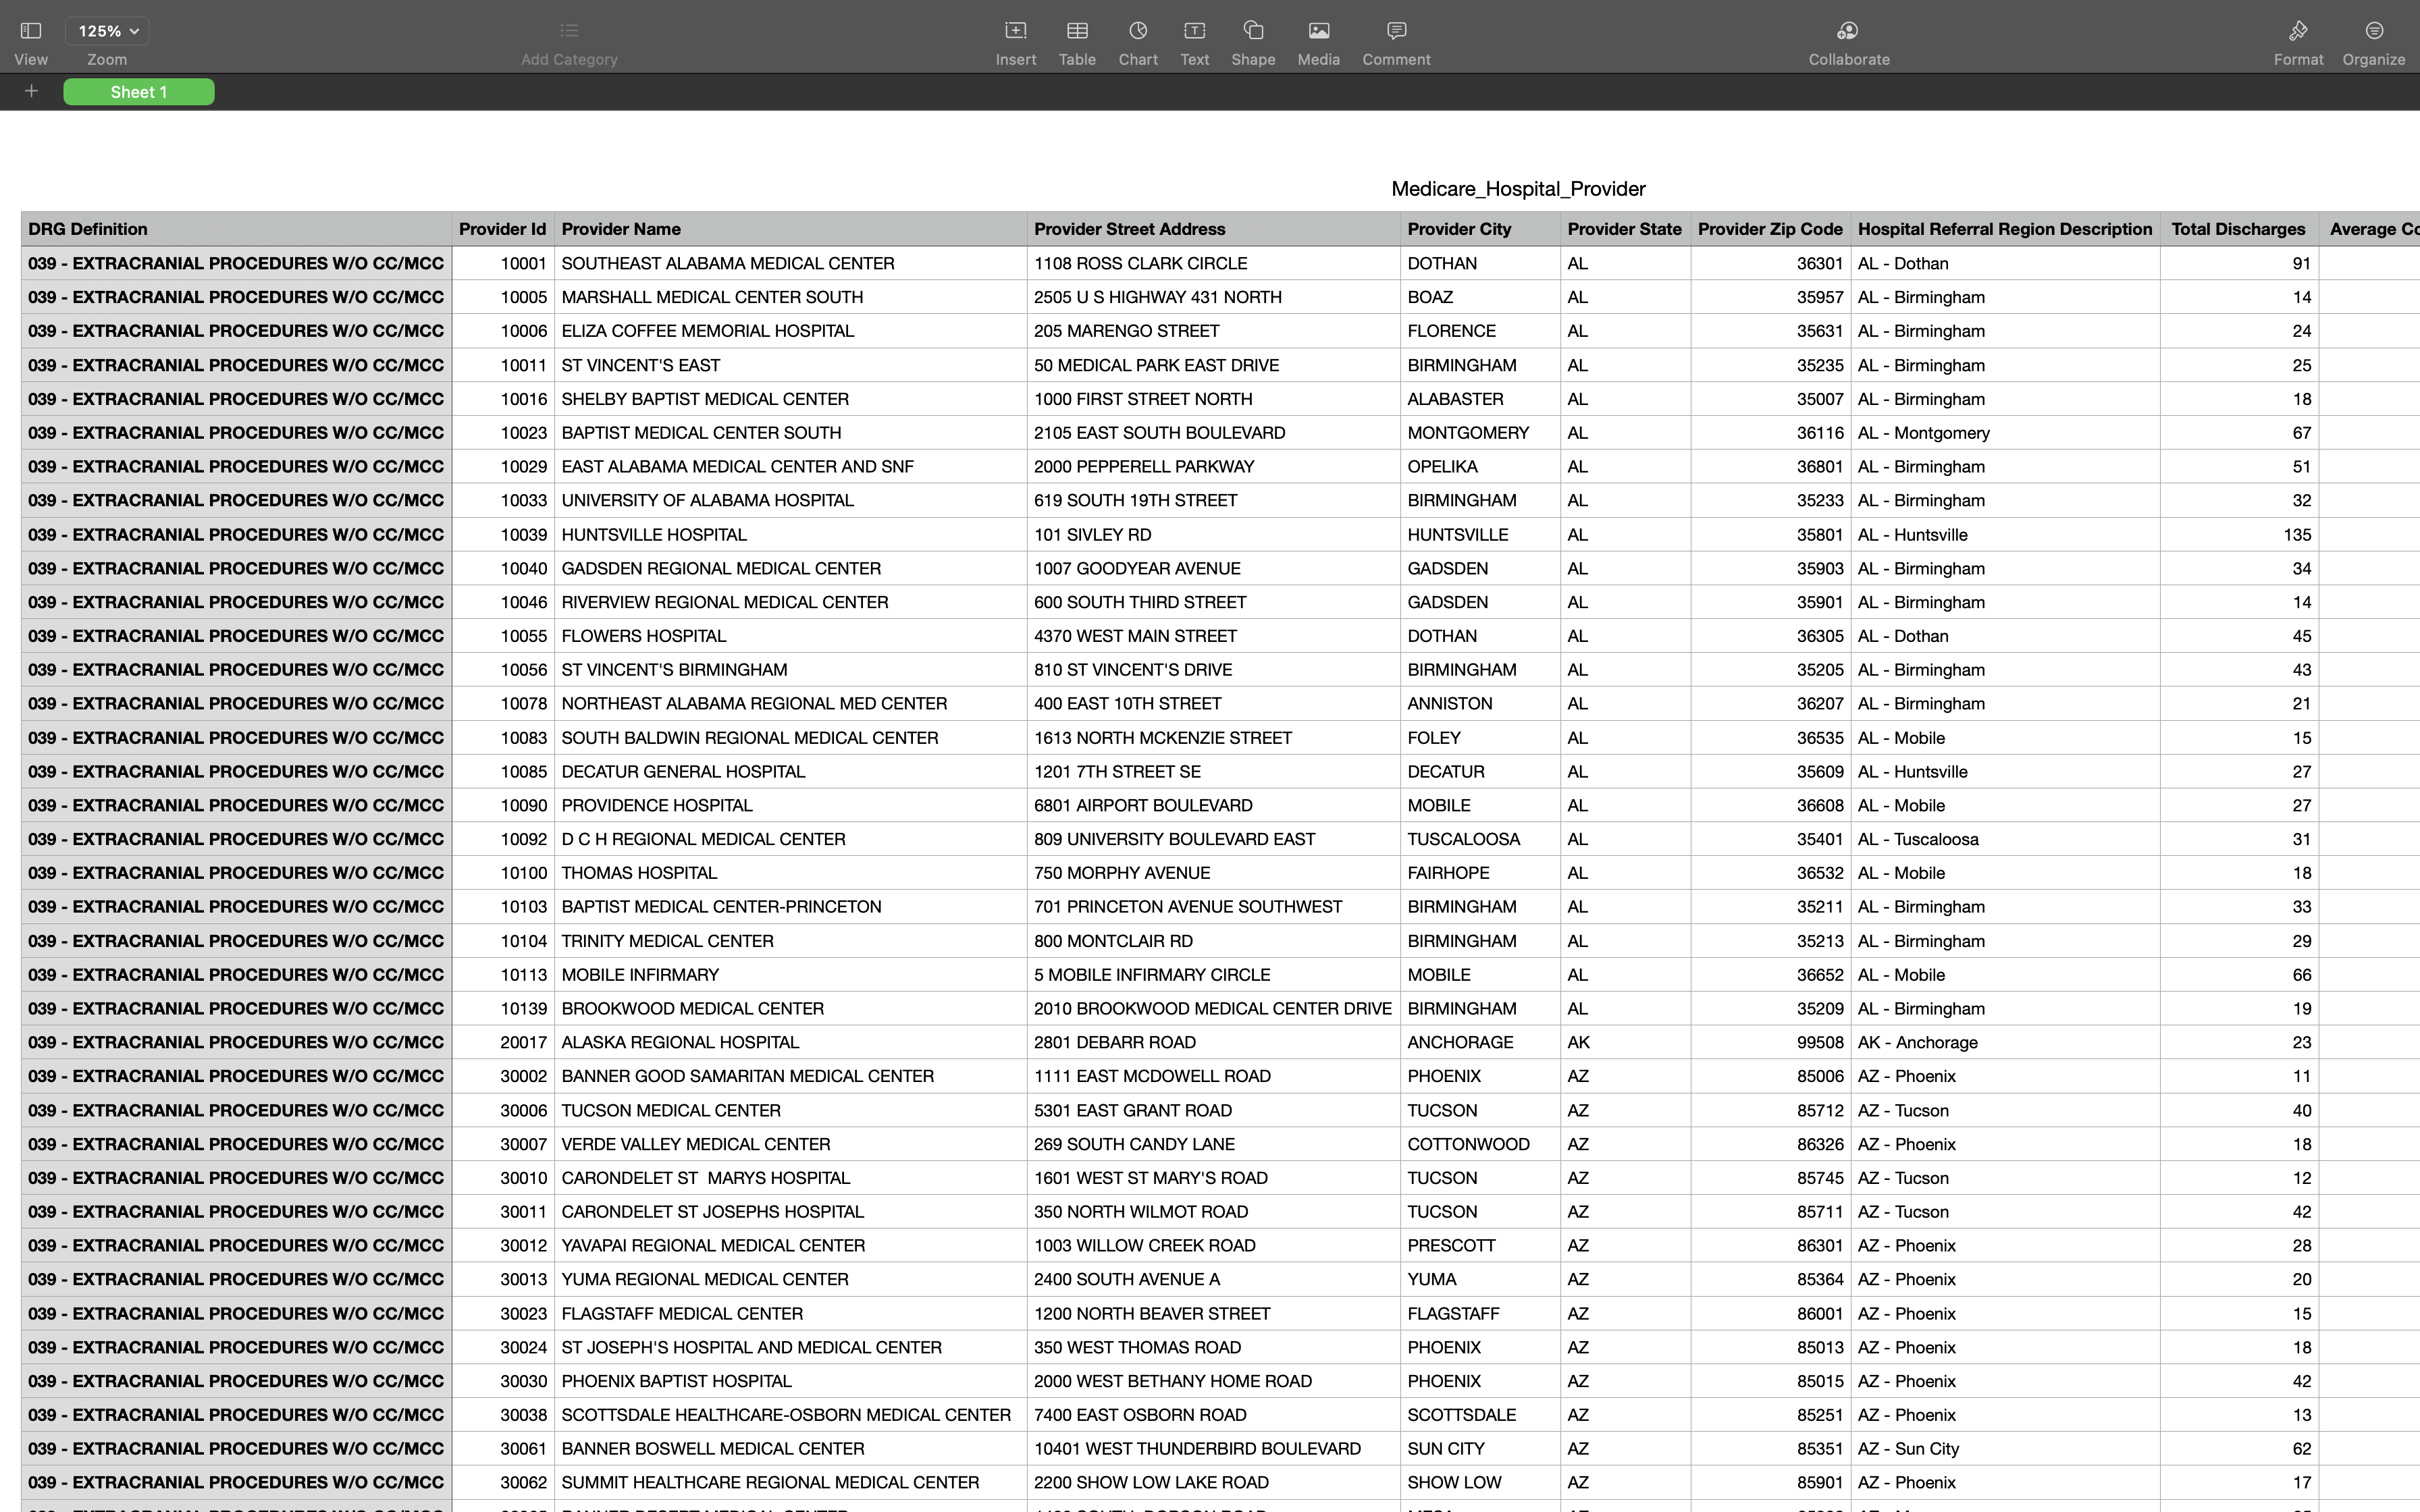 125%
View Zoom Add Category Insert Table Chart Text Shape Media Comment Collaborate Format Organize
Sheet 1
Medicare_Hospital_Provider
DRG Definition Provider Id Provider Name Provider Street Address Provider City Provider State Provider Zip Code Hospital Referral Region Description Total Discharges Average Co
039 - EXTRACRANIAL PROCEDURES W/O CC/MCC 10001 SOUTHEAST ALABAMA MEDICAL CENTER 1108 ROSS CLARK CIRCLE DOTHAN AL 36301 AL - Dothan 91
039 - EXTRACRANIAL PROCEDURES W/O CC/MCC 10005 MARSHALL MEDICAL CENTER SOUTH 2505 U S HIGHWAY 431 NORTH BOAZ AL 35957 AL - Birmingham 14
039 - EXTRACRANIAL PROCEDURES W/O CC/MCC 10006 ELIZA COFFEE MEMORIAL HOSPITAL 205 MARENGO STREET FLORENCE AL 35631 AL - Birmingham 24
039 - EXTRACRANIAL PROCEDURES W/O CC/MCC 10011 ST VINCENT'S EAST 50 MEDICAL PARK EAST DRIVE BIRMINGHAM AL 35235 AL - Birmingham 25
039 - EXTRACRANIAL PROCEDURES W/O CC/MCC 10016 SHELBY BAPTIST MEDICAL CENTER 1000 FIRST STREET NORTH ALABASTER AL 35007 AL - Birmingham 18
039 - EXTRACRANIAL PROCEDURES W/O CC/MCC 10023 BAPTIST MEDICAL CENTER SOUTH 2105 EAST SOUTH BOULEVARD MONTGOMERY AL 36116 AL - Montgomery 67
039 - EXTRACRANIAL PROCEDURES W/O CC/MCC 10029 EAST ALABAMA MEDICAL CENTER AND SNF 2000 PEPPERELL PARKWAY OPELIKA AL 36801 AL - Birmingham 51
039 - EXTRACRANIAL PROCEDURES W/O CC/MCC 10033 UNIVERSITY OF ALABAMA HOSPITAL 619 SOUTH 19TH STREET BIRMINGHAM AL 35233 AL - Birmingham 32
039 - EXTRACRANIAL PROCEDURES W/O CC/MCC 10039 HUNTSVILLE HOSPITAL 101 SIVLEY RD HUNTSVILLE AL 35801 AL - Huntsville 135
039 - EXTRACRANIAL PROCEDURES W/O CC/MCC 10040 GADSDEN REGIONAL MEDICAL CENTER 1007 GOODYEAR AVENUE GADSDEN AL 35903 AL - Birmingham 34
039 - EXTRACRANIAL PROCEDURES W/O CC/MCC 10046 RIVERVIEW REGIONAL MEDICAL CENTER 600 SOUTH THIRD STREET GADSDEN AL 35901 AL - Birmingham 14
039 - EXTRACRANIAL PROCEDURES W/O CC/MCC 10055 FLOWERS HOSPITAL 4370 WEST MAIN STREET DOTHAN AL 36305 AL - Dothan 45
039 - EXTRACRANIAL PROCEDURES W/O CC/MCC 10056 ST VINCENT'S BIRMINGHAM 810 ST VINCENT'S DRIVE BIRMINGHAM AL 35205 AL - Birmingham 43
039 - EXTRACRANIAL PROCEDURES W/O CC/MCC 10078 NORTHEAST ALABAMA REGIONAL MED CENTER 400 EAST 10TH STREET ANNISTON AL 36207 AL - Birmingham 21
039 - EXTRACRANIAL PROCEDURES W/O CC/MCC 10083 SOUTH BALDWIN REGIONAL MEDICAL CENTER 1613 NORTH MCKENZIE STREET FOLEY AL 36535 AL - Mobile 15
039 - EXTRACRANIAL PROCEDURES W/O CC/MCC 10085 DECATUR GENERAL HOSPITAL 1201 7TH STREET SE DECATUR AL 35609 AL - Huntsville 27
039 - EXTRACRANIAL PROCEDURES W/O CC/MCC 10090 PROVIDENCE HOSPITAL 6801 AIRPORT BOULEVARD MOBILE AL 36608 AL - Mobile 27
039 - EXTRACRANIAL PROCEDURES W/O CC/MCC 10092 D C H REGIONAL MEDICAL CENTER 809 UNIVERSITY BOULEVARD EAST TUSCALOOSA AL 35401 AL - Tuscaloosa 31
039 - EXTRACRANIAL PROCEDURES W/O CC/MCC 10100 THOMAS HOSPITAL 750 MORPHY AVENUE FAIRHOPE AL 36532 AL - Mobile 18
039 - EXTRACRANIAL PROCEDURES W/O CC/MCC 10103 BAPTIST MEDICAL CENTER-PRINCETON 701 PRINCETON AVENUE SOUTHWEST BIRMINGHAM AL 35211 AL - Birmingham 33
039 - EXTRACRANIAL PROCEDURES W/O CC/MCC 10104 TRINITY MEDICAL CENTER 800 MONTCLAIR RD BIRMINGHAM AL 35213 AL - Birmingham 29
039 - EXTRACRANIAL PROCEDURES W/O CC/MCC 10113 MOBILE INFIRMARY 5 MOBILE INFIRMARY CIRCLE MOBILE AL 36652 AL - Mobile 66
039 - EXTRACRANIAL PROCEDURES W/O CC/MCC 10139 BROOKWOOD MEDICAL CENTER 2010 BROOKWOOD MEDICAL CENTER DRIVE BIRMINGHAM AL 35209 AL - Birmingham 19
039 - EXTRACRANIAL PROCEDURES W/O CC/MCC 20017 ALASKA REGIONAL HOSPITAL 2801 DEBARR ROAD ANCHORAGE AK 99508 AK - Anchorage 23
039 - EXTRACRANIAL PROCEDURES W/O CC/MCC 30002 BANNER GOOD SAMARITAN MEDICAL CENTER 1111 EAST MCDOWELL ROAD PHOENIX AZ 85006 AZ - Phoenix 11
039 - EXTRACRANIAL PROCEDURES W/O CC/MCC 30006 TUCSON MEDICAL CENTER 5301 EAST GRANT ROAD TUCSON AZ 85712 AZ - Tucson 40
039 - EXTRACRANIAL PROCEDURES W/O CC/MCC 30007 VERDE VALLEY MEDICAL CENTER 269 SOUTH CANDY LANE COTTONWOOD AZ 86326 AZ - Phoenix 18
039 - EXTRACRANIAL PROCEDURES W/O CC/MCC 30010 CARONDELET ST  MARYS HOSPITAL 1601 WEST ST MARY'S ROAD TUCSON AZ 85745 AZ - Tucson 12
039 - EXTRACRANIAL PROCEDURES W/O CC/MCC 30011 CARONDELET ST JOSEPHS HOSPITAL 350 NORTH WILMOT ROAD TUCSON AZ 85711 AZ - Tucson 42
039 - EXTRACRANIAL PROCEDURES W/O CC/MCC 30012 YAVAPAI REGIONAL MEDICAL CENTER 1003 WILLOW CREEK ROAD PRESCOTT AZ 86301 AZ - Phoenix 28
039 - EXTRACRANIAL PROCEDURES W/O CC/MCC 30013 YUMA REGIONAL MEDICAL CENTER 2400 SOUTH AVENUE A YUMA AZ 85364 AZ - Phoenix 20
039 - EXTRACRANIAL PROCEDURES W/O CC/MCC 30023 FLAGSTAFF MEDICAL CENTER 1200 NORTH BEAVER STREET FLAGSTAFF AZ 86001 AZ - Phoenix 15
039 - EXTRACRANIAL PROCEDURES W/O CC/MCC 30024 ST JOSEPH'S HOSPITAL AND MEDICAL CENTER 350 WEST THOMAS ROAD PHOENIX AZ 85013 AZ - Phoenix 18
039 - EXTRACRANIAL PROCEDURES W/O CC/MCC 30030 PHOENIX BAPTIST HOSPITAL 2000 WEST BETHANY HOME ROAD PHOENIX AZ 85015 AZ - Phoenix 42
039 - EXTRACRANIAL PROCEDURES W/O CC/MCC 30038 SCOTTSDALE HEALTHCARE-OSBORN MEDICAL CENTER 7400 EAST OSBORN ROAD SCOTTSDALE AZ 85251 AZ - Phoenix 13
039 - EXTRACRANIAL PROCEDURES W/O CC/MCC 30061 BANNER BOSWELL MEDICAL CENTER 10401 WEST THUNDERBIRD BOULEVARD SUN CITY AZ 85351 AZ - Sun City 62
039 - EXTRACRANIAL PROCEDURES W/O CC/MCC 30062 SUMMIT HEALTHCARE REGIONAL MEDICAL CENTER 2200 SHOW LOW LAKE ROAD SHOW LOW AZ 85901 AZ - Phoenix 17